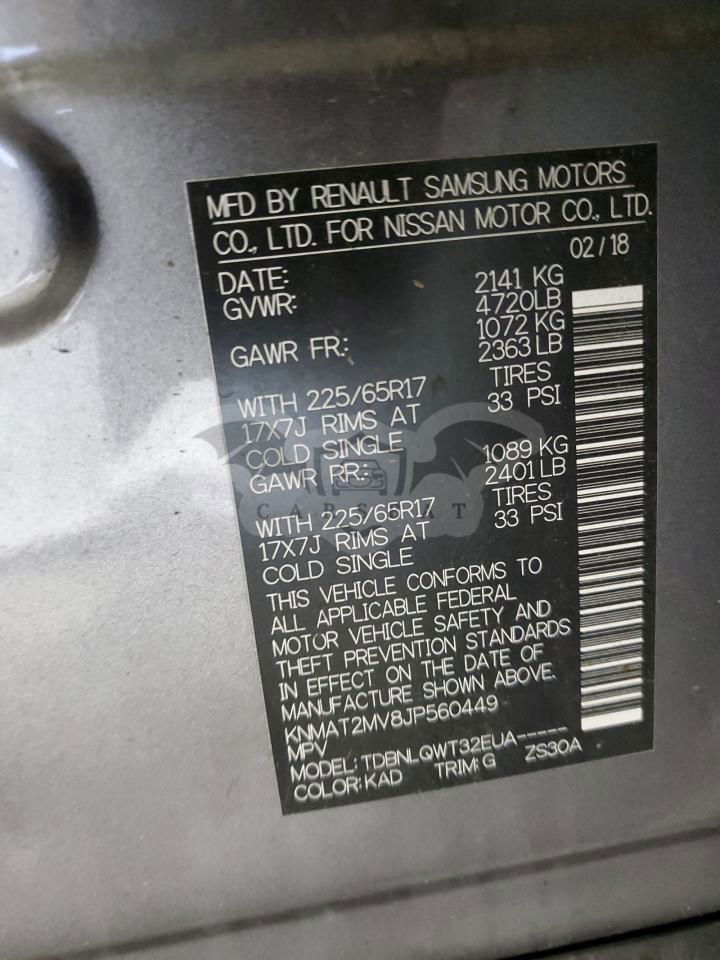 MFD BY RENAULT SAMSUNG MOTORS
CO., LTD. FOR NISSAN MOTOR CO., LTD.
DATE: 02/18
GVWR: 2141 KG
4720LB
GAWR FR: 1072 KG
2363LB
WITH 225/65R17 TIRES
17X7J RIMS AT 33 PSI
COLD SINGLE
GAWR RR: 1089 KG
2401LB
WITH 225/65R17 TIRES
17X7J RIMS AT 33 PSI
COLD SINGLE
THIS VEHICLE CONFORMS TO
ALL APPLICABLE FEDERAL
MOTOR VEHICLE SAFETY AND
THEFT PREVENTION STANDARDS
IN EFFECT ON THE DATE OF
MANUFACTURE SHOWN ABOVE.
KNMAT2MV8JP560449
MPV
MODEL: TDBNLQWT32EUA-----
COLOR: KAD TRIM: G ZS30A